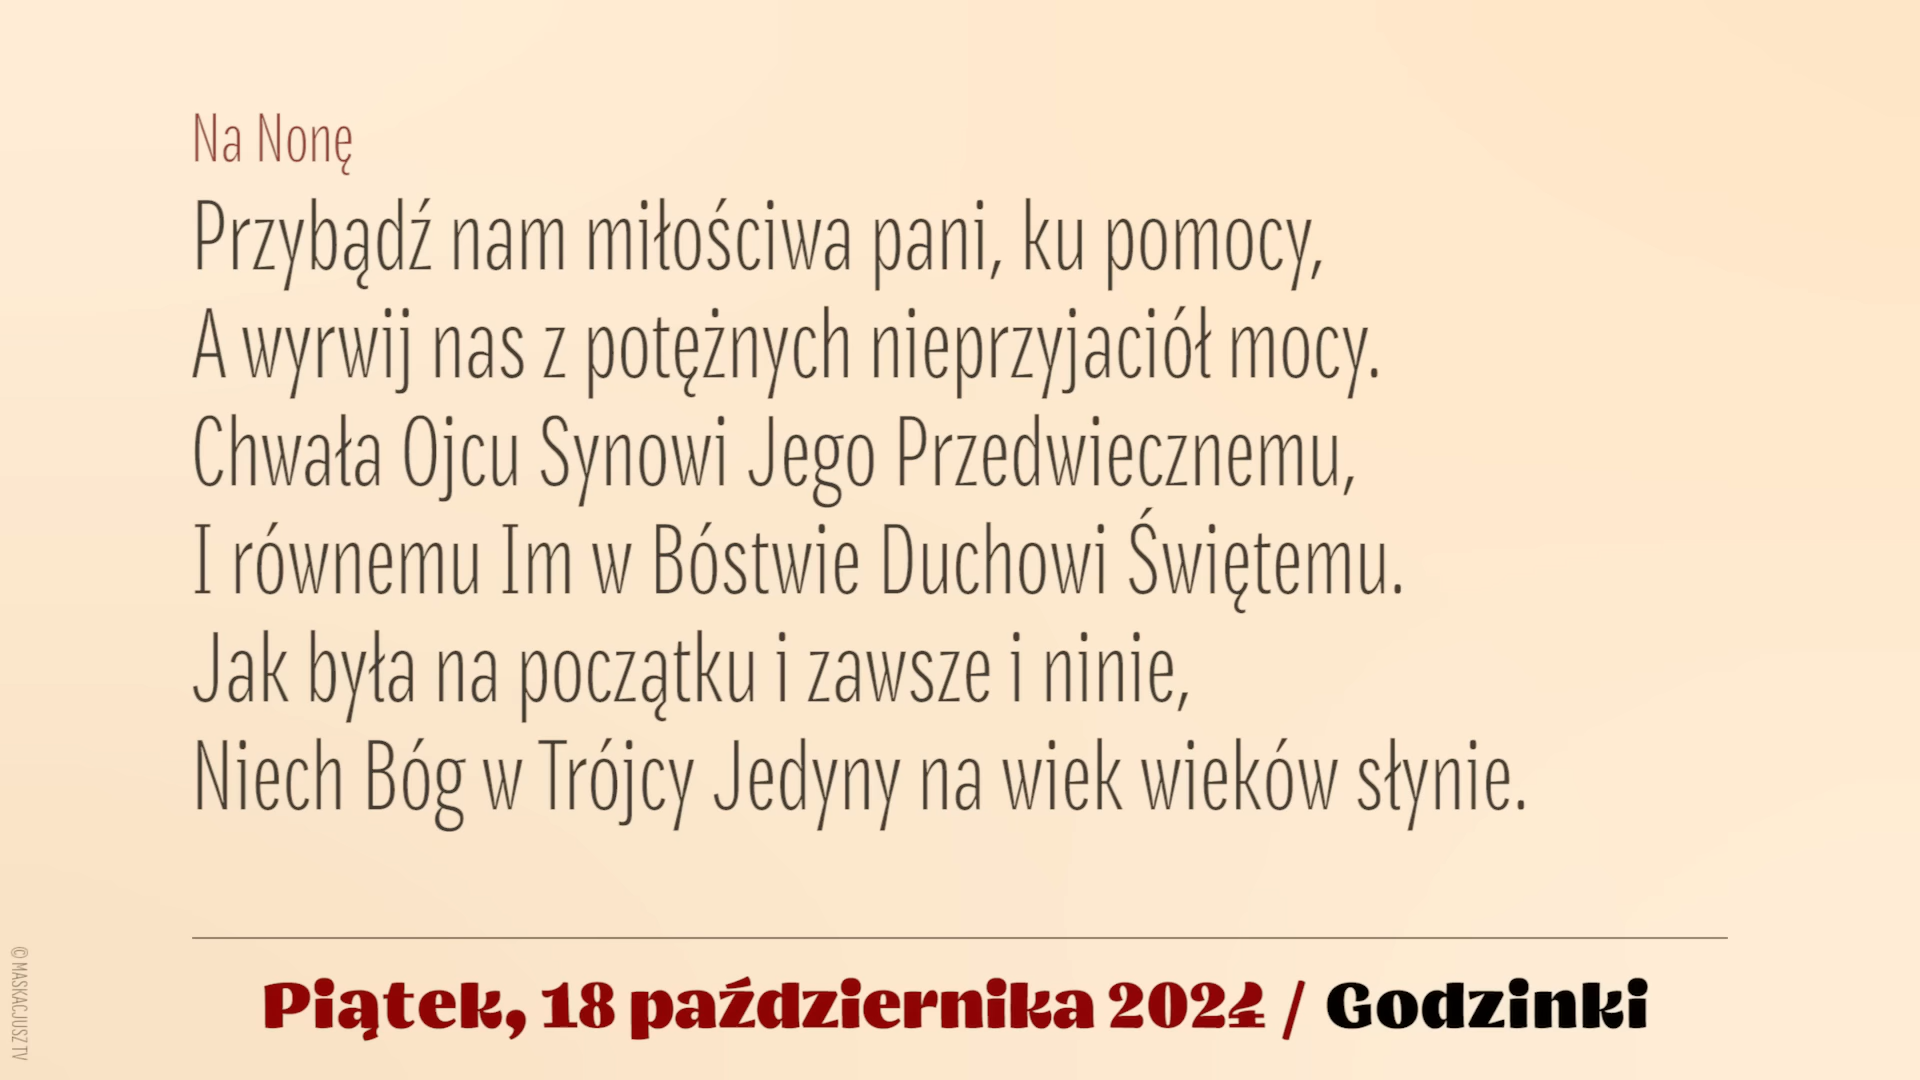 Na Nonę
Przybądź nam miłościwa pani, ku pomocy,
A wyrwij nas z potężnych nieprzyjaciół mocy.
Chwała Ojcu Synowi Jego Przedwiecznemu,
I równemu Im w Bóstwie Duchowi Świętemu.
Jak była na początku i zawsze i ninie,
Niech Bóg w Trójcy Jedyny na wiek wieków słynie.
Piątek, 18 października 2024 / Godzinki
© MASKACJUSZ TV